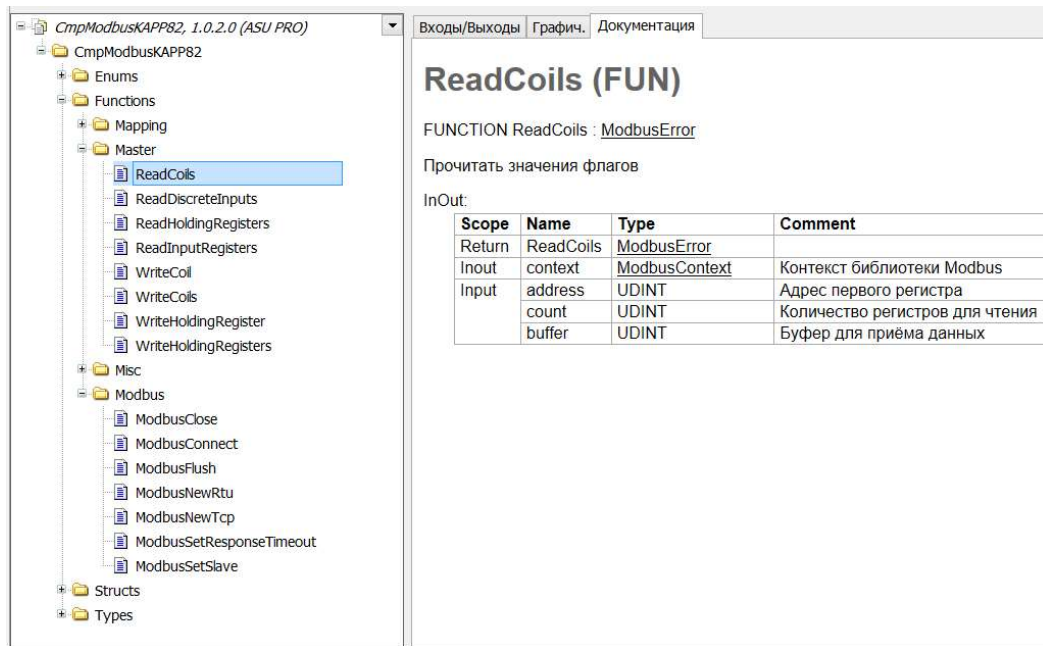 CmpModbusKAPP82, 1.0.2.0 (ASU PRO)
CmpModbusKAPP82
Enums
Functions
Mapping
Master
ReadCoils
ReadDiscreteInputs
ReadHoldingRegisters
ReadInputRegisters
WriteCoil
WriteCoils
WriteHoldingRegister
WriteHoldingRegisters
Misc
Modbus
ModbusClose
ModbusConnect
ModbusFlush
ModbusNewRtu
ModbusNewTcp
ModbusSetResponseTimeout
ModbusSetSlave
Structs
Types
Входы/Выходы Графич. Документация
ReadCoils (FUN)
FUNCTION ReadCoils : ModbusError
Прочитать значения флагов
InOut:
Scope Name Type Comment
Return ReadCoils ModbusError
Inout context ModbusContext Контекст библиотеки Modbus
Input address UDINT Адрес первого регистра
count UDINT Количество регистров для чтения
buffer UDINT Буфер для приёма данных